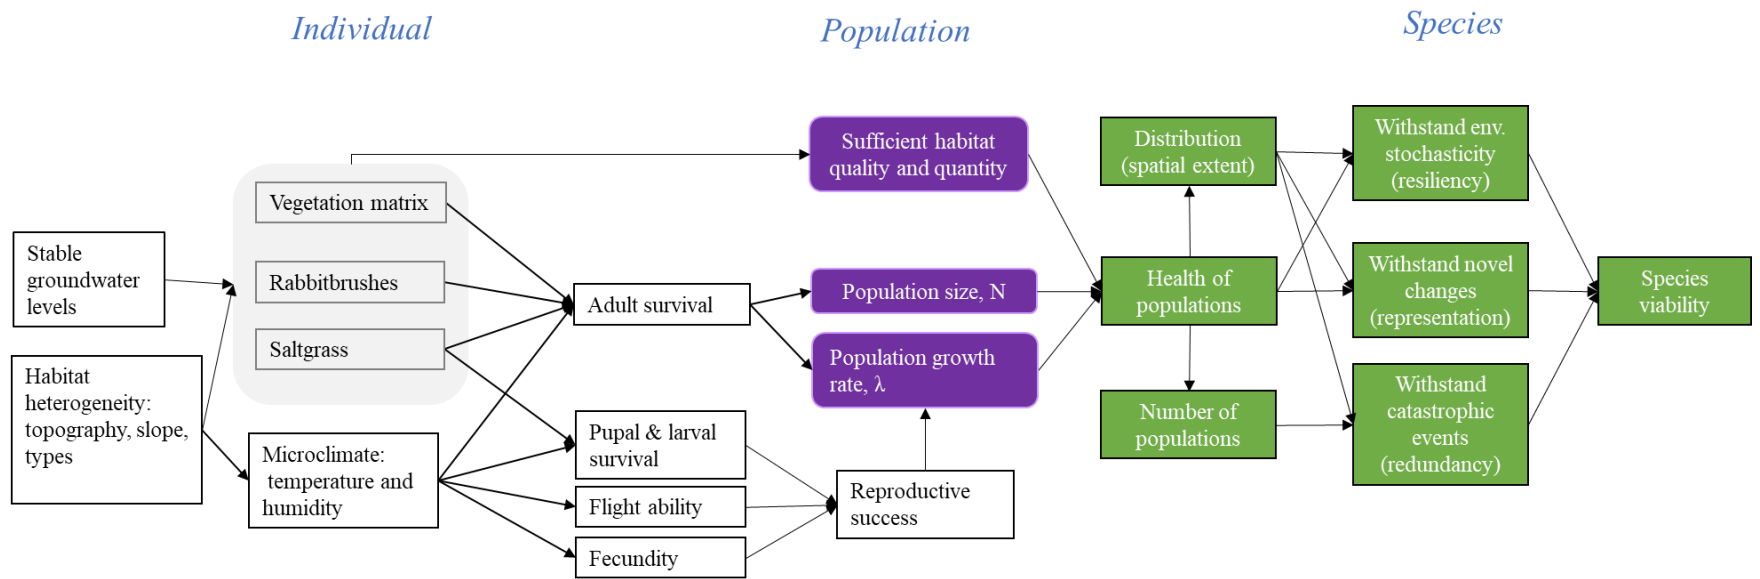 Individual
Population
Species
Stable
groundwater
levels
Habitat
heterogeneity:
topography, slope,
types
Vegetation matrix
Rabbitbrushes
Saltgrass
Microclimate:
temperature and
humidity
Adult survival
Pupal & larval
survival
Flight ability
Fecundity
Sufficient habitat
quality and quantity
Population size, N
Population growth
rate, λ
Reproductive
success
Distribution
(spatial extent)
Health of
populations
Number of
populations
Withstand env.
stochasticity
(resiliency)
Withstand novel
changes
(representation)
Withstand
catastrophic
events
(redundancy)
Species
viability